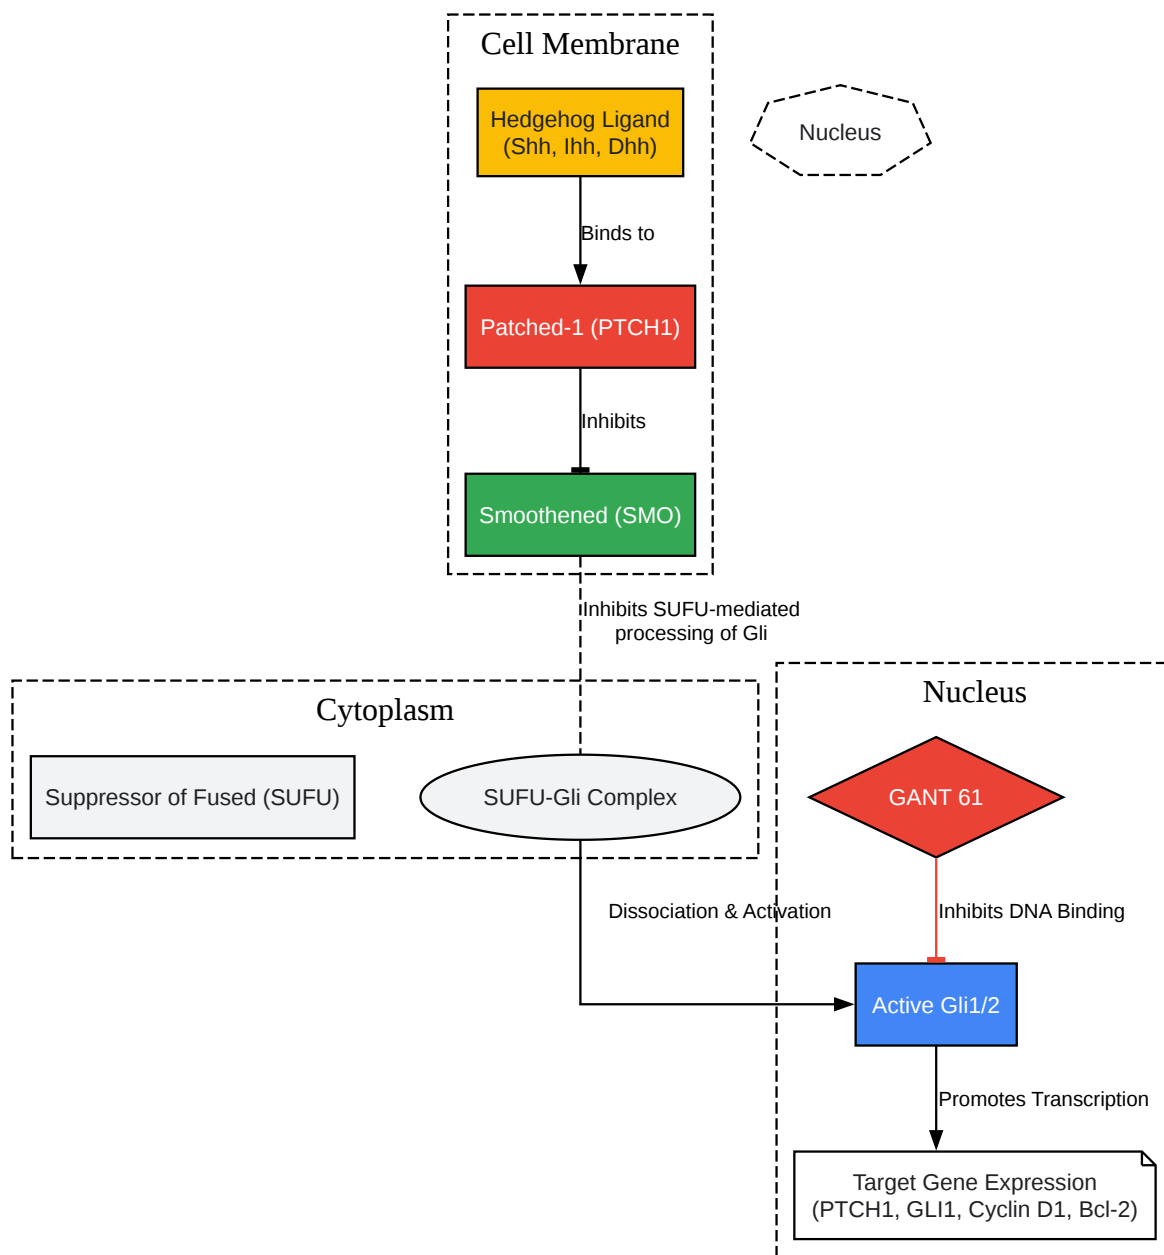 Cell Membrane
Hedgehog Ligand
(Shh, Ihh, Dhh)
Nucleus
Binds to
Patched-1 (PTCH1)
Inhibits
Smoothened (SMO)
Inhibits SUFU-mediated
processing of Gli
Cytoplasm
Nucleus
Suppressor of Fused (SUFU)
SUFU-Gli Complex
GANT 61
Dissociation & Activation
Inhibits DNA Binding
Active Gli1/2
Promotes Transcription
Target Gene Expression
(PTCH1, GLI1, Cyclin D1, Bcl-2)